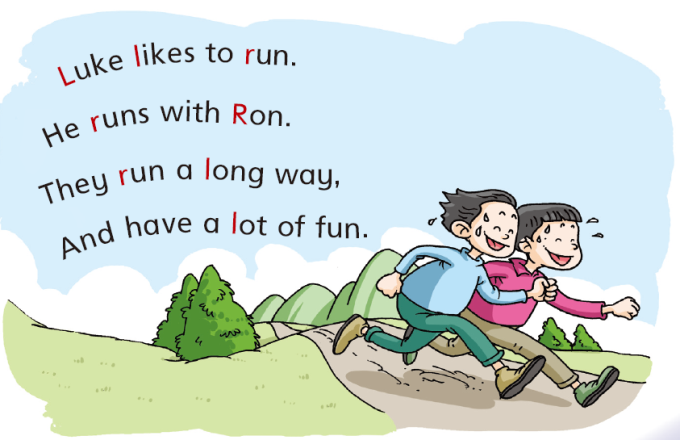 Luke likes to run.
He runs with Ron.
They run a long way,
And have a lot of fun.